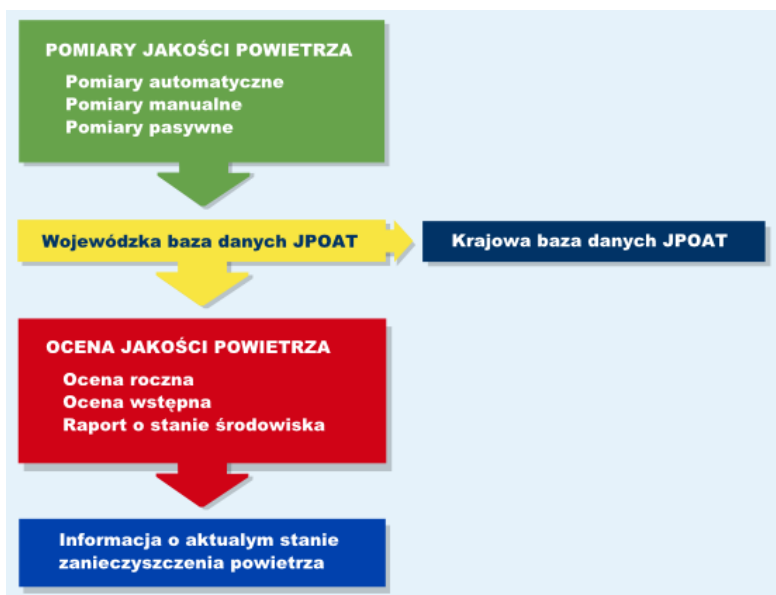 POMIARY JAKOŚCI POWIETRZA
Pomiary automatyczne
Pomiary manualne
Pomiary pasywne
Wojewódzka baza danych JPOAT
Krajowa baza danych JPOAT
OCENA JAKOŚCI POWIETRZA
Ocena roczna
Ocena wstępna
Raport o stanie środowiska
Informacja o aktualym stanie
zanieczyszczenia powietrza